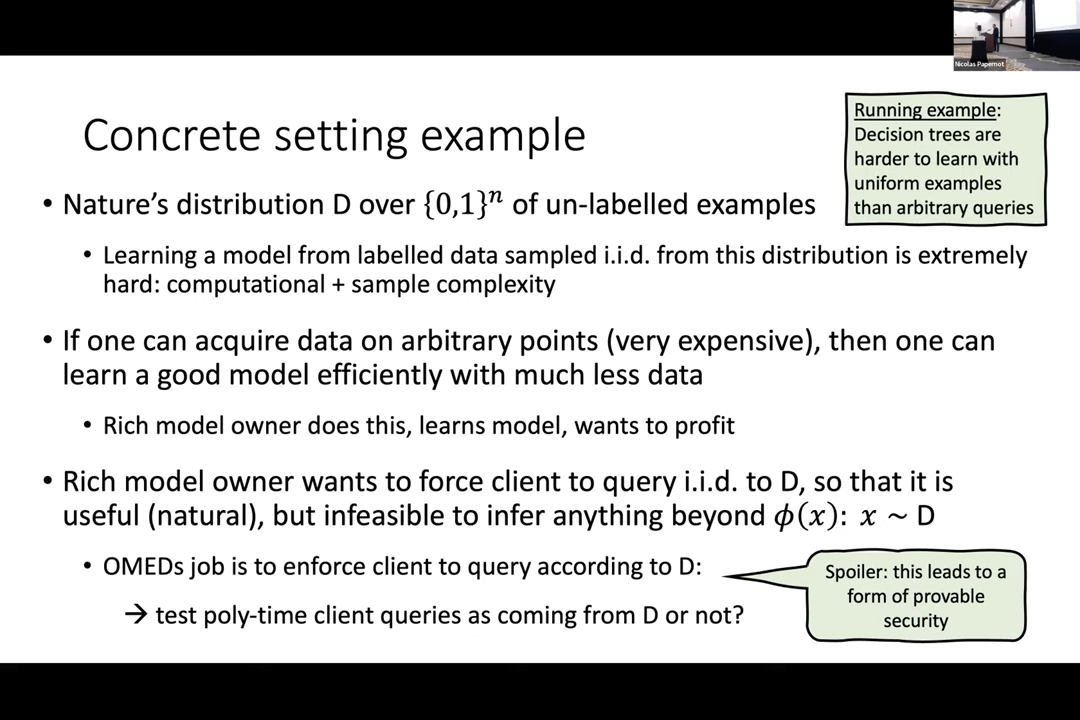 Nicolas Papernot
Concrete setting example
Running example:
Decision trees are
harder to learn with
uniform examples
than arbitrary queries
• Nature's distribution D over {0,1}ⁿ of un-labelled examples
• Learning a model from labelled data sampled i.i.d. from this distribution is extremely
hard: computational + sample complexity
• If one can acquire data on arbitrary points (very expensive), then one can
learn a good model efficiently with much less data
• Rich model owner does this, learns model, wants to profit
• Rich model owner wants to force client to query i.i.d. to D, so that it is
useful (natural), but infeasible to infer anything beyond ϕ(x): x ~ D
• OMEDs job is to enforce client to query according to D:
→ test poly-time client queries as coming from D or not?
Spoiler: this leads to a
form of provable
security